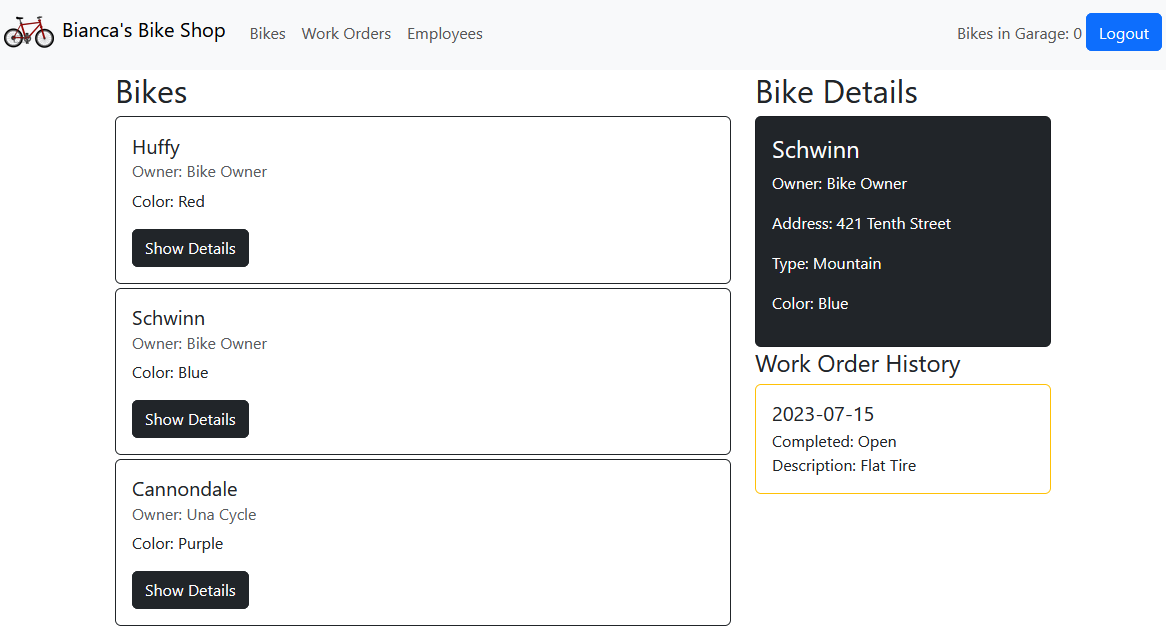 Bianca's Bike Shop Bikes Work Orders Employees Bikes in Garage: 0 Logout
Bikes
Huffy
Owner: Bike Owner
Color: Red
Show Details
Schwinn
Owner: Bike Owner
Color: Blue
Show Details
Cannondale
Owner: Una Cycle
Color: Purple
Show Details
Bike Details
Schwinn
Owner: Bike Owner
Address: 421 Tenth Street
Type: Mountain
Color: Blue
Work Order History
2023-07-15
Completed: Open
Description: Flat Tire